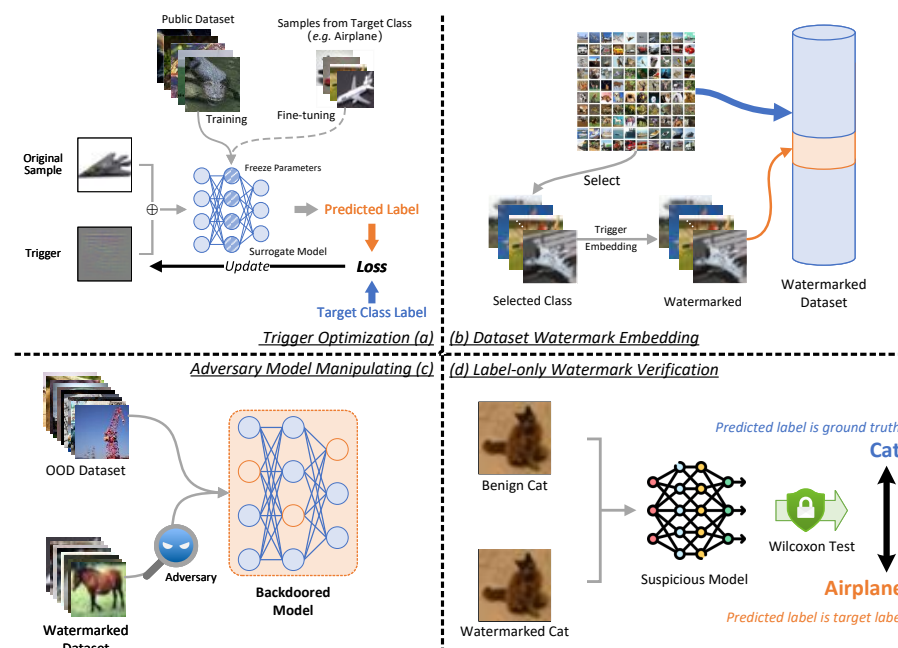 Public Dataset
Samples from Target Class
(e.g. Airplane)
Training
Fine-tuning
Original
Sample
Freeze Parameters
Predicted Label
Trigger
Surrogate Model
Update
Loss
Target Class Label
Trigger Optimization (a)
Select
Trigger
Embedding
Selected Class
Watermarked
Watermarked
Dataset
(b) Dataset Watermark Embedding
Adversary Model Manipulating (c)
OOD Dataset
Adversary
Backdoored
Model
Watermarked
Dataset
(d) Label-only Watermark Verification
Benign Cat
Watermarked Cat
Suspicious Model
Wilcoxon Test
Predicted label is ground truth
Cat
Airplane
Predicted label is target label